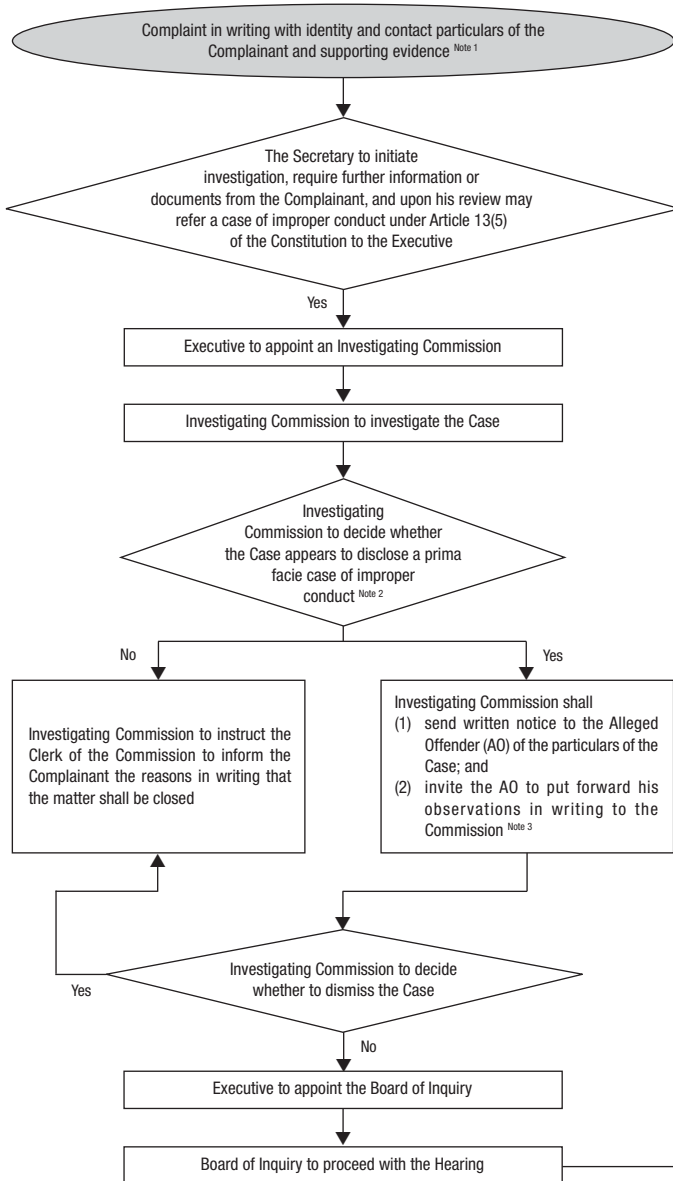 Complaint in writing with identity and contact particulars of the
Complainant and supporting evidence Note 1
The Secretary to initiate
investigation, require further information or
documents from the Complainant, and upon his review may
refer a case of improper conduct under Article 13(5)
of the Constitution to the Executive
Yes
Executive to appoint an Investigating Commission
Investigating Commission to investigate the Case
Investigating
Commission to decide whether
the Case appears to disclose a prima
facie case of improper
conduct Note 2
No
Yes
Investigating Commission to instruct the
Clerk of the Commission to inform the
Complainant the reasons in writing that
the matter shall be closed
Investigating Commission shall
(1) send written notice to the Alleged
Offender (AO) of the particulars of the
Case; and
(2) invite the AO to put forward his
observations in writing to the
Commission Note 3
Investigating Commission to decide
whether to dismiss the Case
Yes
No
Executive to appoint the Board of Inquiry
Board of Inquiry to proceed with the Hearing